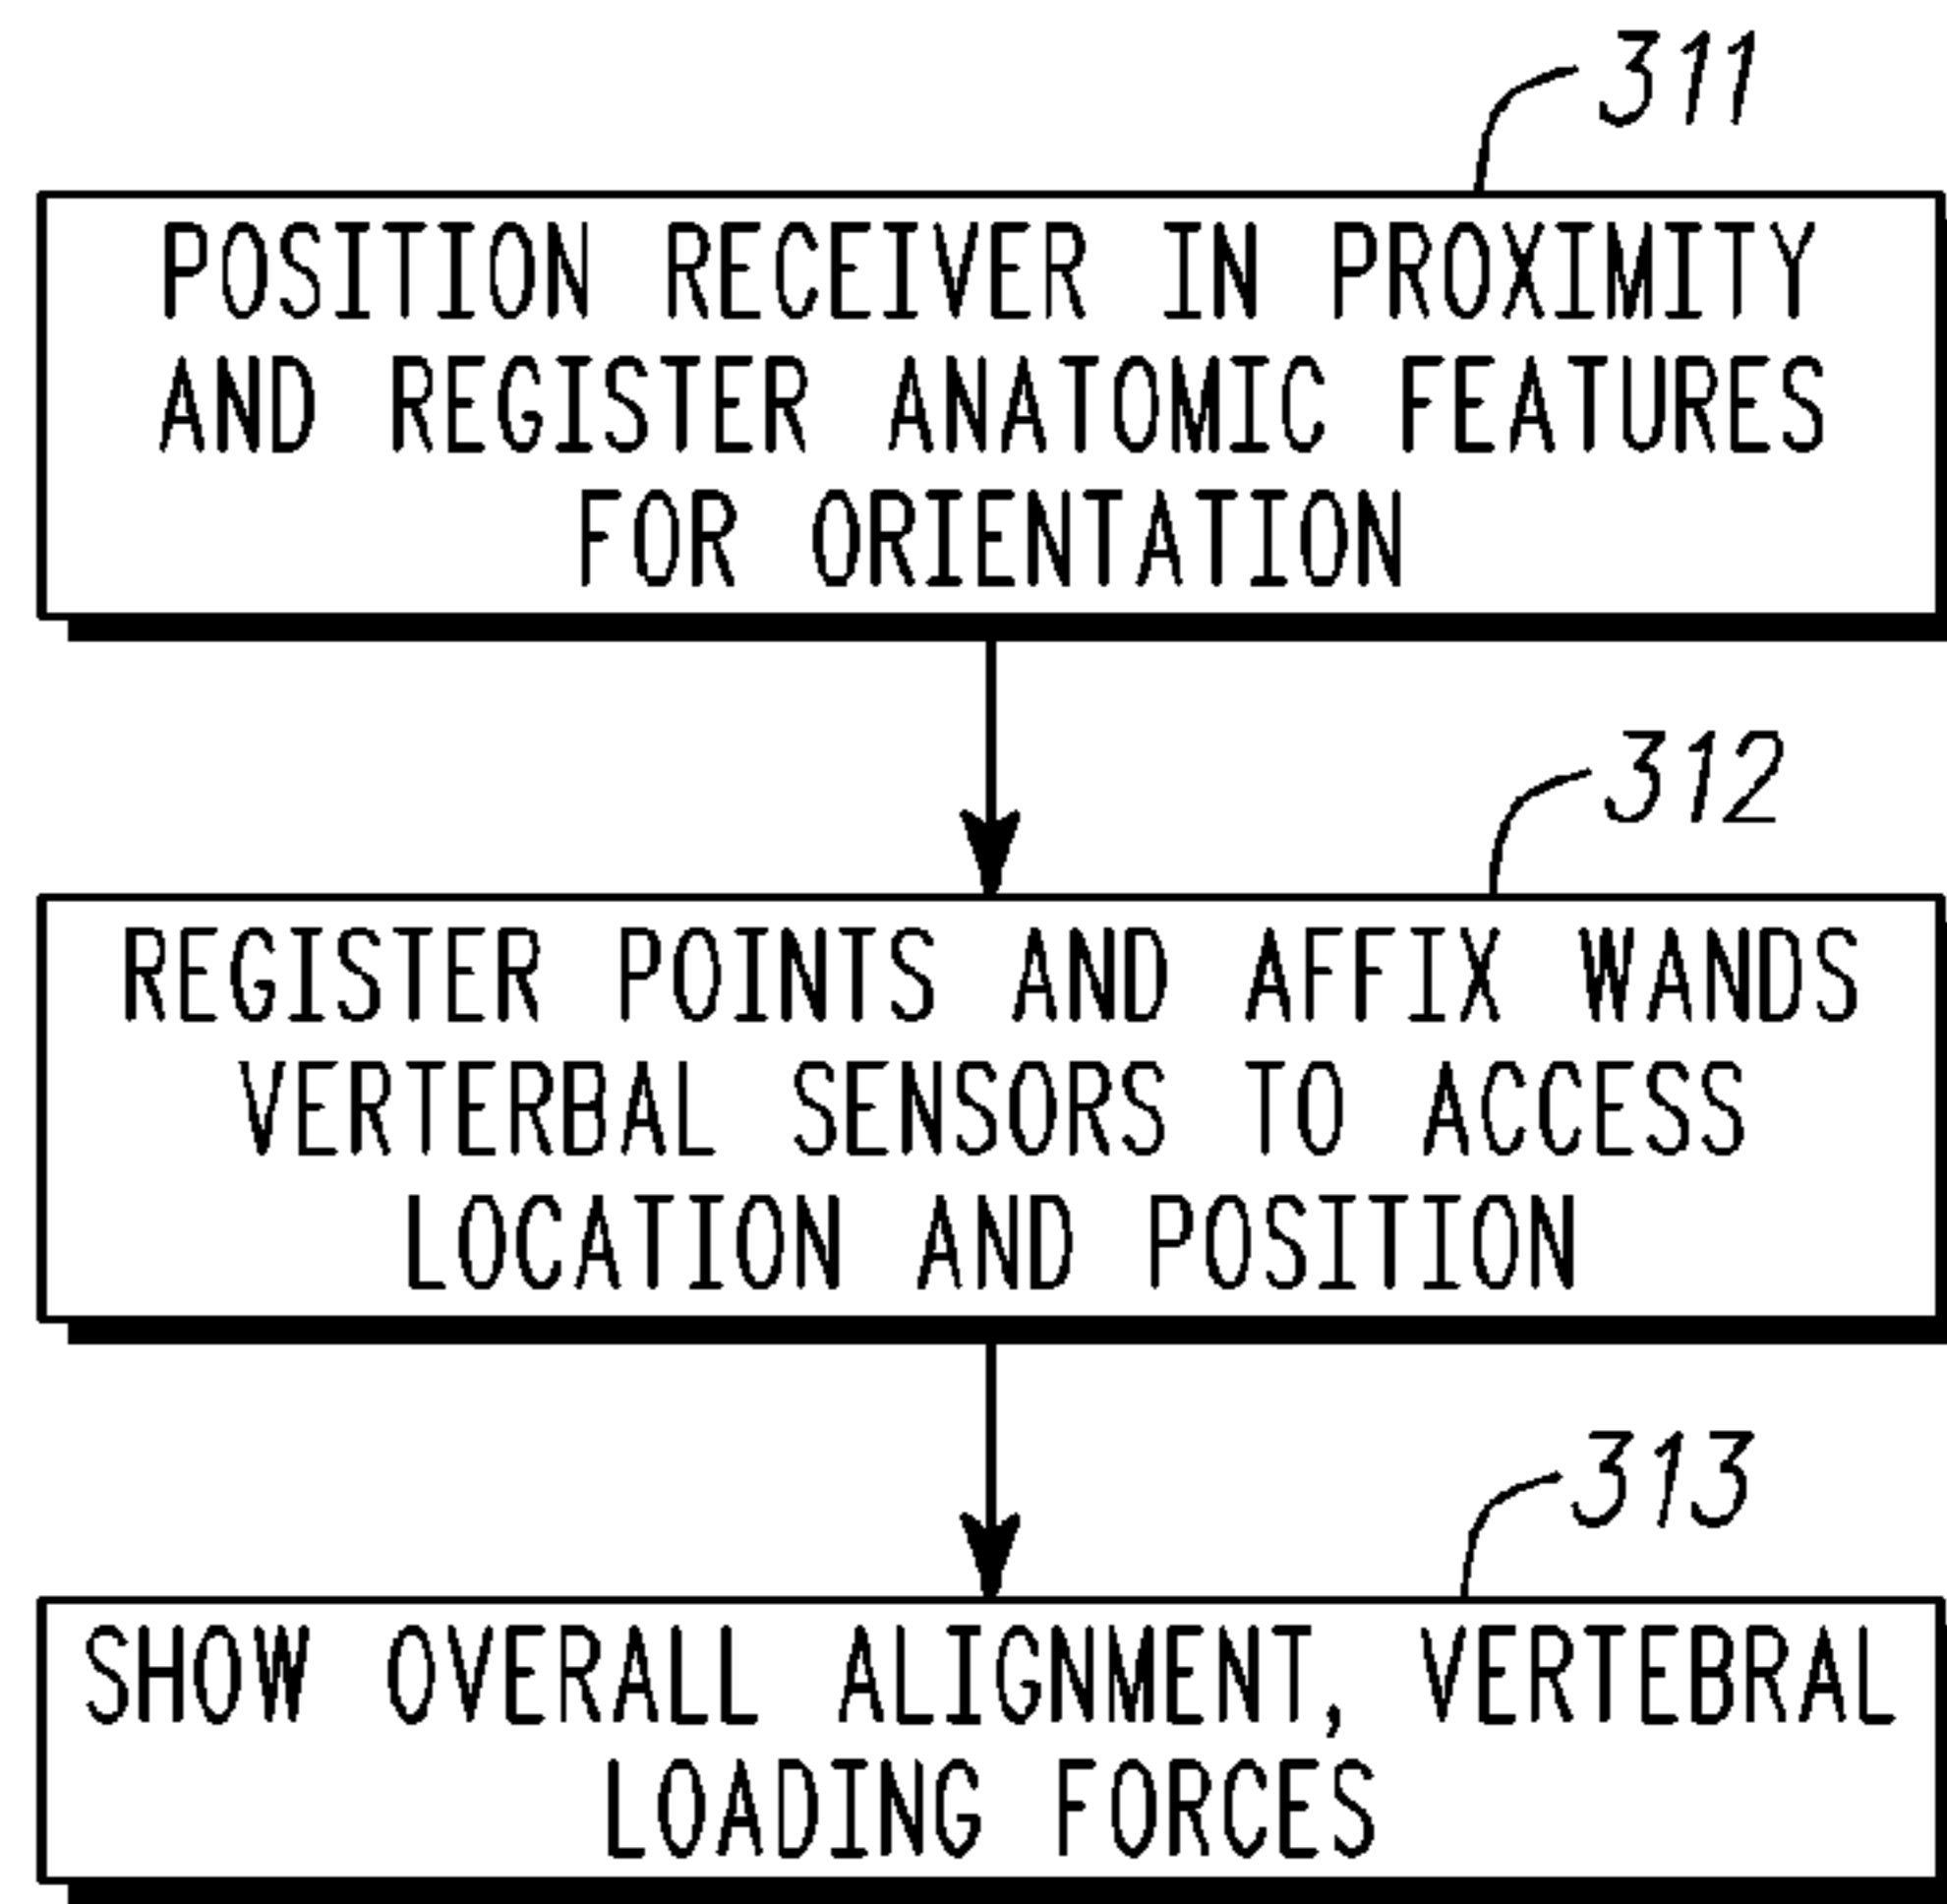 311
POSITION RECEIVER IN PROXIMITY
AND REGISTER ANATOMIC FEATURES
FOR ORIENTATION
312
REGISTER POINTS AND AFFIX WANDS
VERTERBAL SENSORS TO ACCESS
LOCATION AND POSITION
313
SHOW OVERALL ALIGNMENT, VERTEBRAL
LOADING FORCES